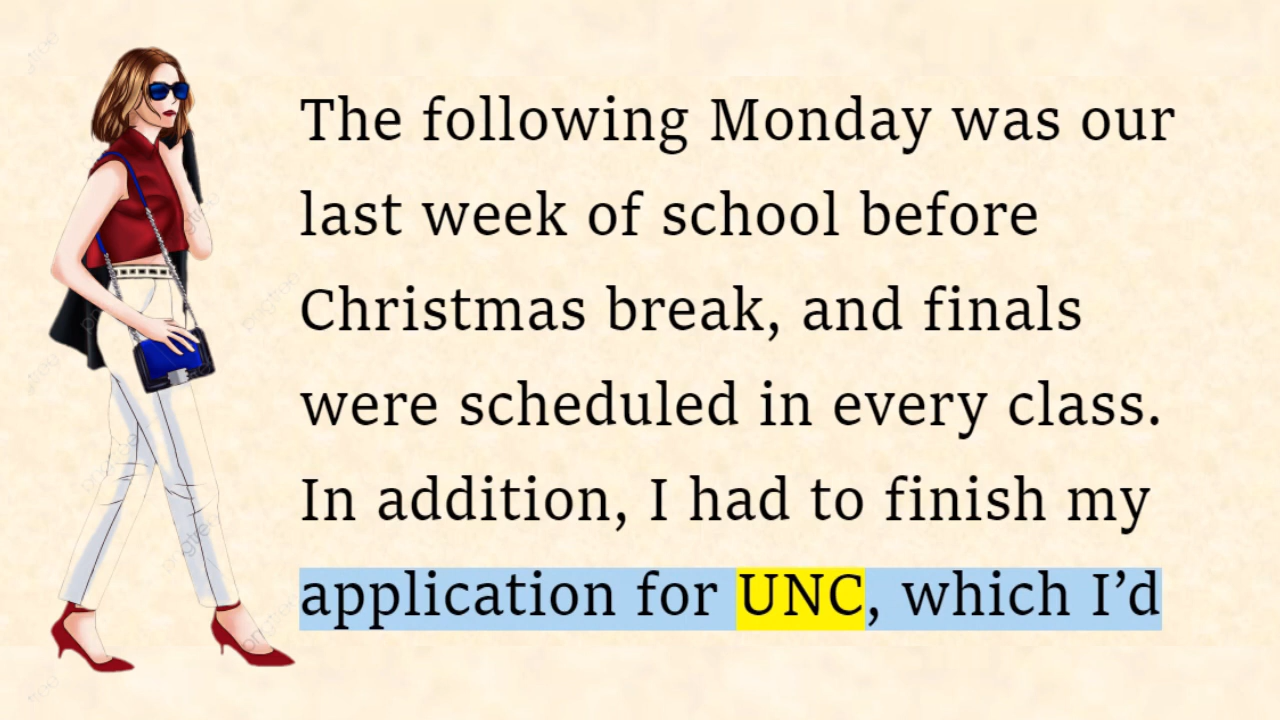 The following Monday was our
last week of school before
Christmas break, and finals
were scheduled in every class.
In addition, I had to finish my
application for UNC, which I’d